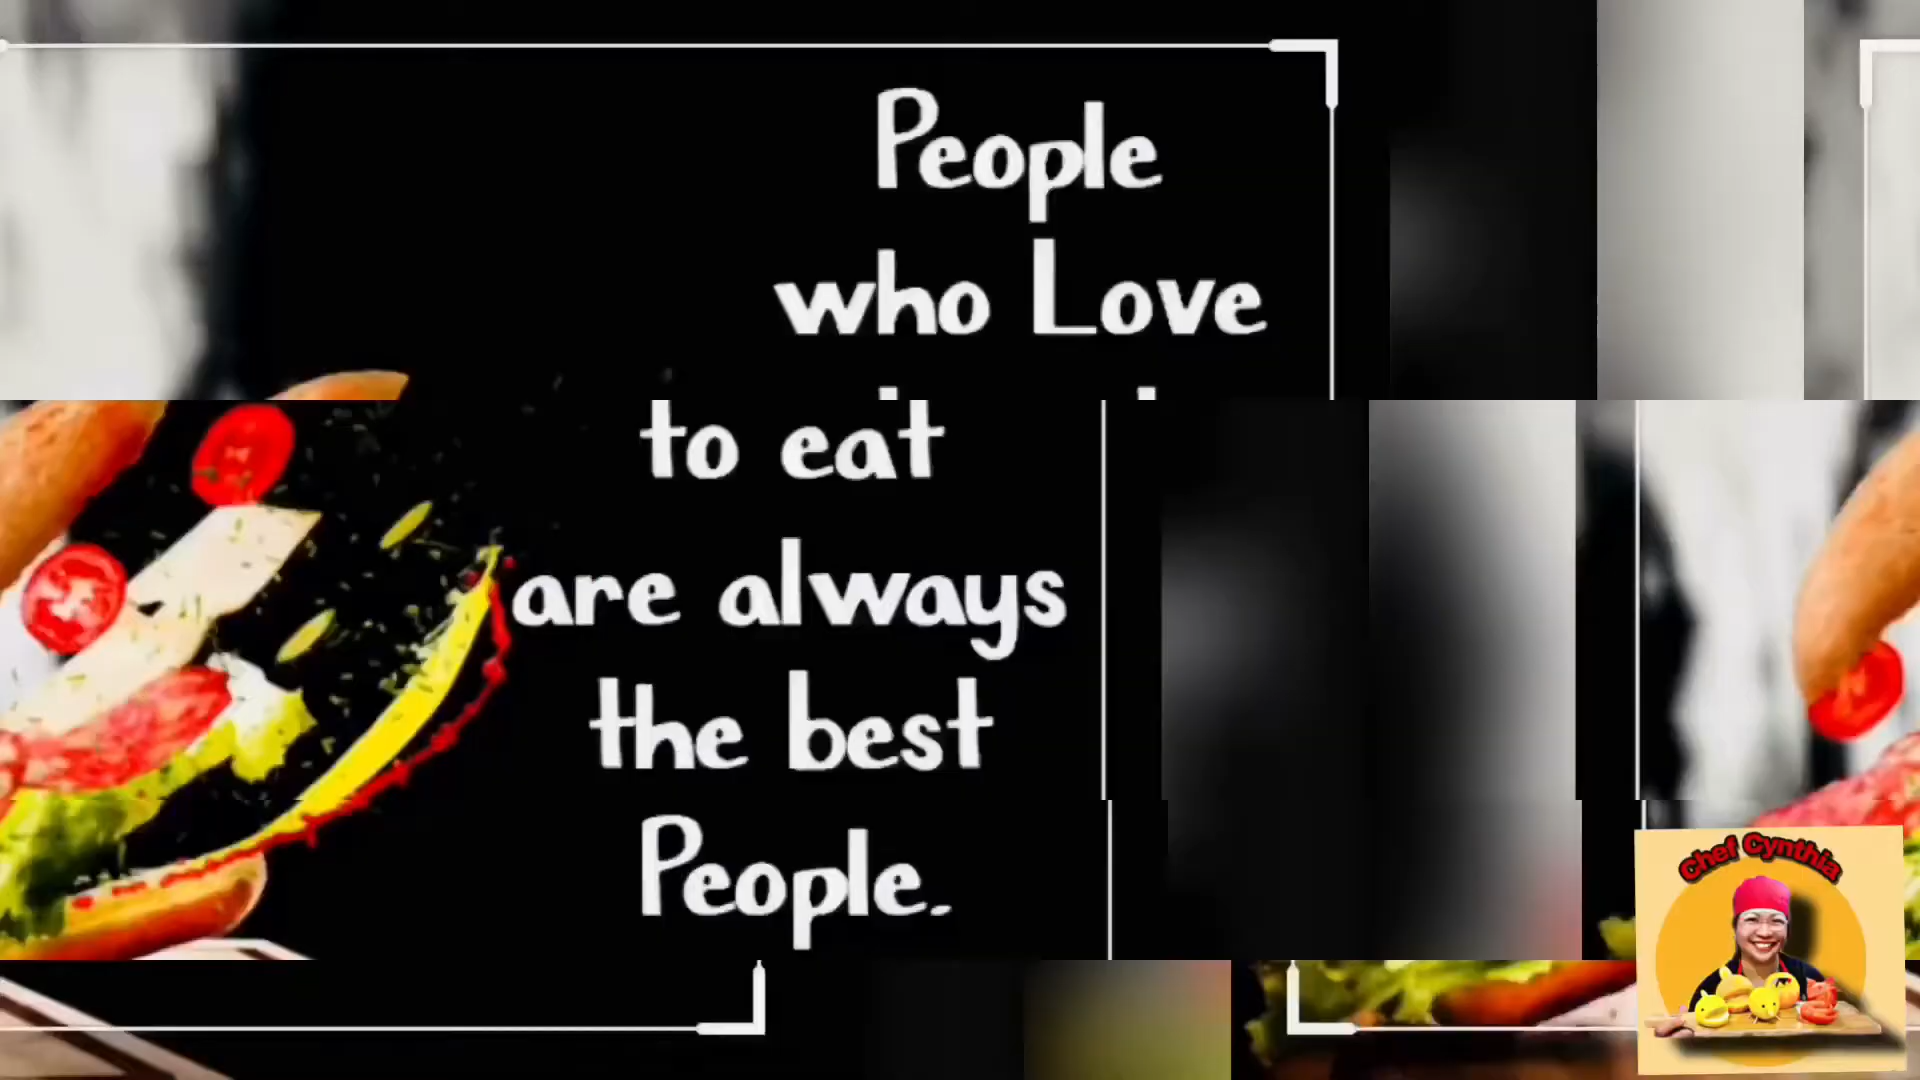 People
who Love
to eat
are always
the best
People.
Chef Cynthia